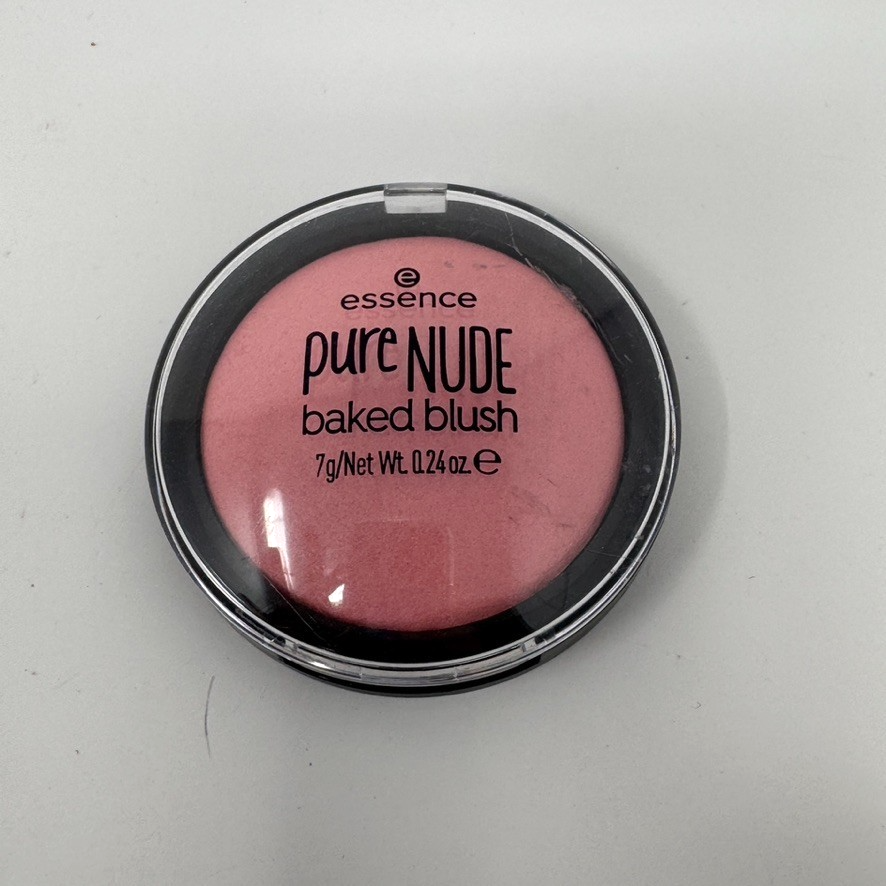 e
essence
pure NUDE
baked blush
7g/Net Wt. 0.24 oz. ℮